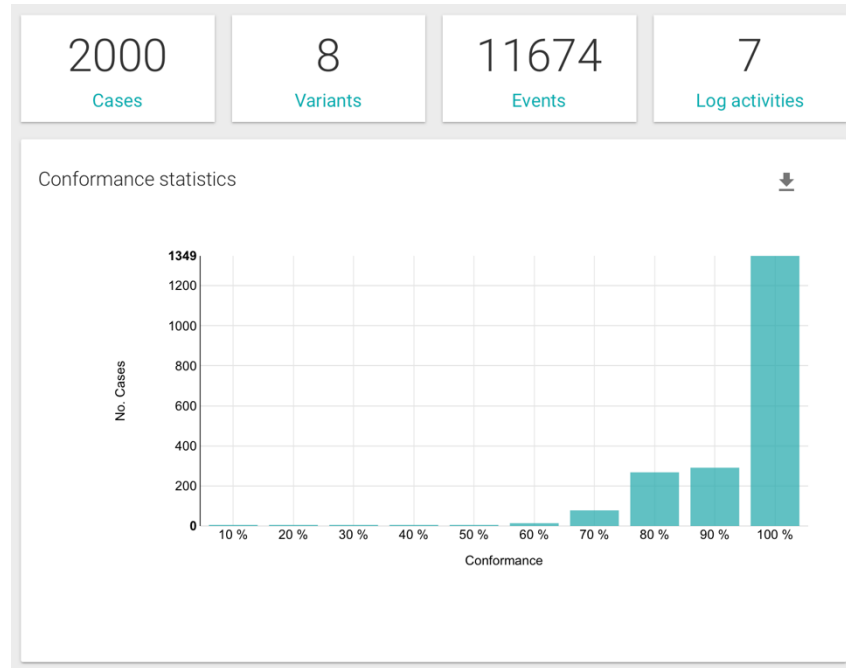 2000 8 11674 7
Cases Variants Events Log activities
Conformance statistics
1349
1200
1000
800
600
400
200
0
No. Cases
10 % 20 % 30 % 40 % 50 % 60 % 70 % 80 % 90 % 100 %
Conformance